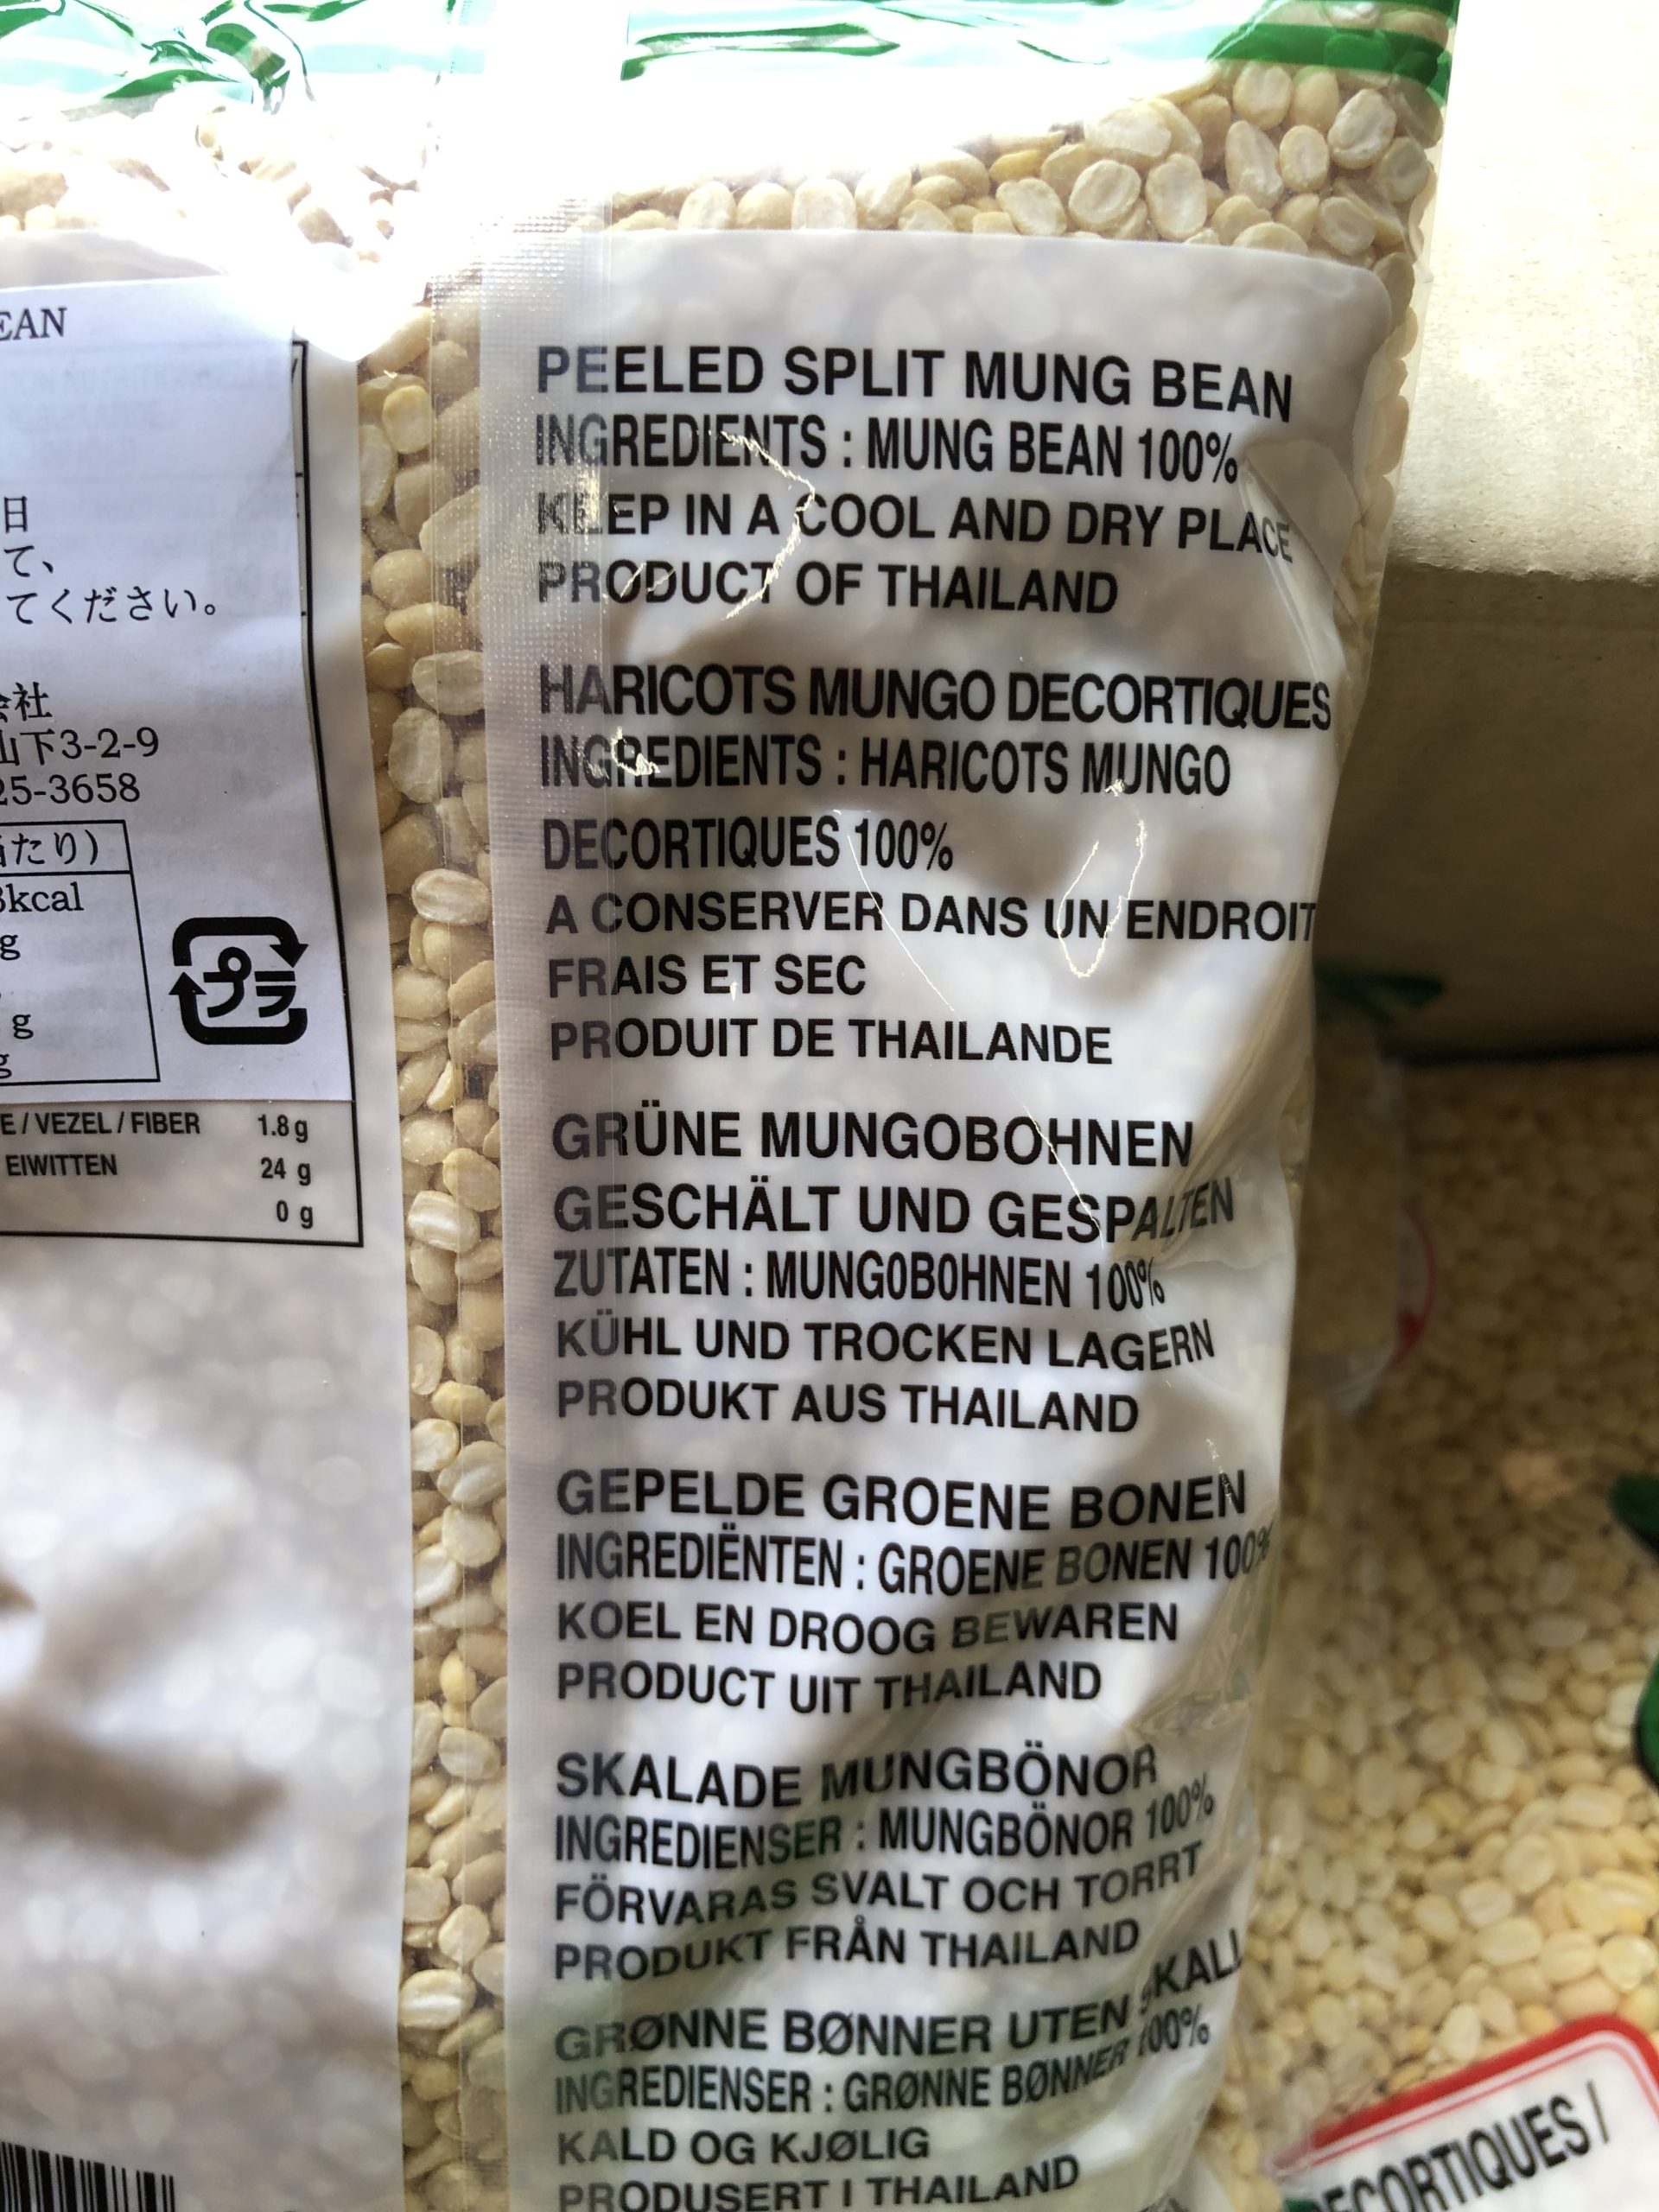 EAN
日
て、
てください。
会社
山下3-2-9
25-3658
たり)
kcal
g
g
g
プラ
E / VEZEL / FIBER 1.8 g
EIWITTEN 24 g
0 g
PEELED SPLIT MUNG BEAN
INGREDIENTS : MUNG BEAN 100%
KEEP IN A COOL AND DRY PLACE
PRODUCT OF THAILAND
HARICOTS MUNGO DECORTIQUES
INGREDIENTS : HARICOTS MUNGO
DECORTIQUES 100%
A CONSERVER DANS UN ENDROIT
FRAIS ET SEC
PRODUIT DE THAILANDE
GRÜNE MUNGOBOHNEN
GESCHÄLT UND GESPALTEN
ZUTATEN : MUNGOBOHNEN 100%
KÜHL UND TROCKEN LAGERN
PRODUKT AUS THAILAND
GEPELDE GROENE BONEN
INGREDIËNTEN : GROENE BONEN 100%
KOEL EN DROOG BEWAREN
PRODUCT UIT THAILAND
SKALADE MUNGBÖNOR
INGREDIENSER : MUNGBÖNOR 100%
FÖRVARAS SVALT OCH TORRT
PRODUKT FRÅN THAILAND
GRØNNE BØNNER UTEN SKALL
INGREDIENSER : GRØNNE BØNNER 100%
KALD OG KJØLIG
PRODUSERT I THAILAND
ECORTIQUES /